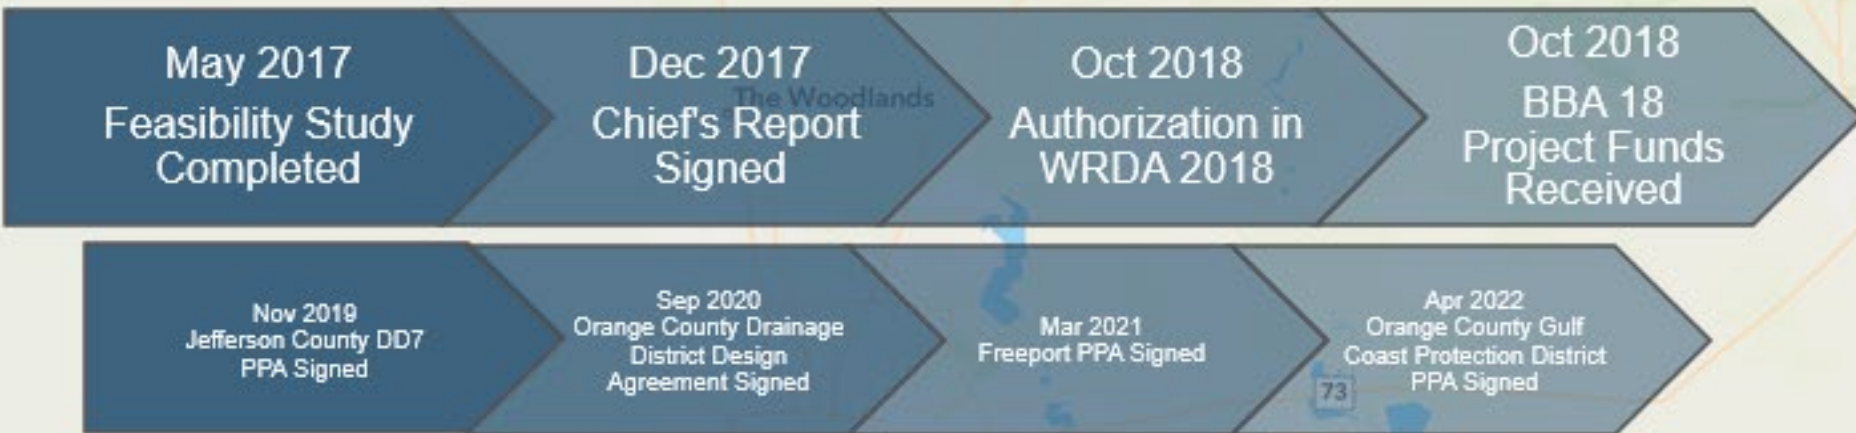 May 2017
Feasibility Study
Completed
Dec 2017
Chief's Report
Signed
The Woodlands
Oct 2018
Authorization in
WRDA 2018
Oct 2018
BBA 18
Project Funds
Received
Nov 2019
Jefferson County DD7
PPA Signed
Sep 2020
Orange County Drainage
District Design
Agreement Signed
Mar 2021
Freeport PPA Signed
Apr 2022
Orange County Gulf
Coast Protection District
PPA Signed
73